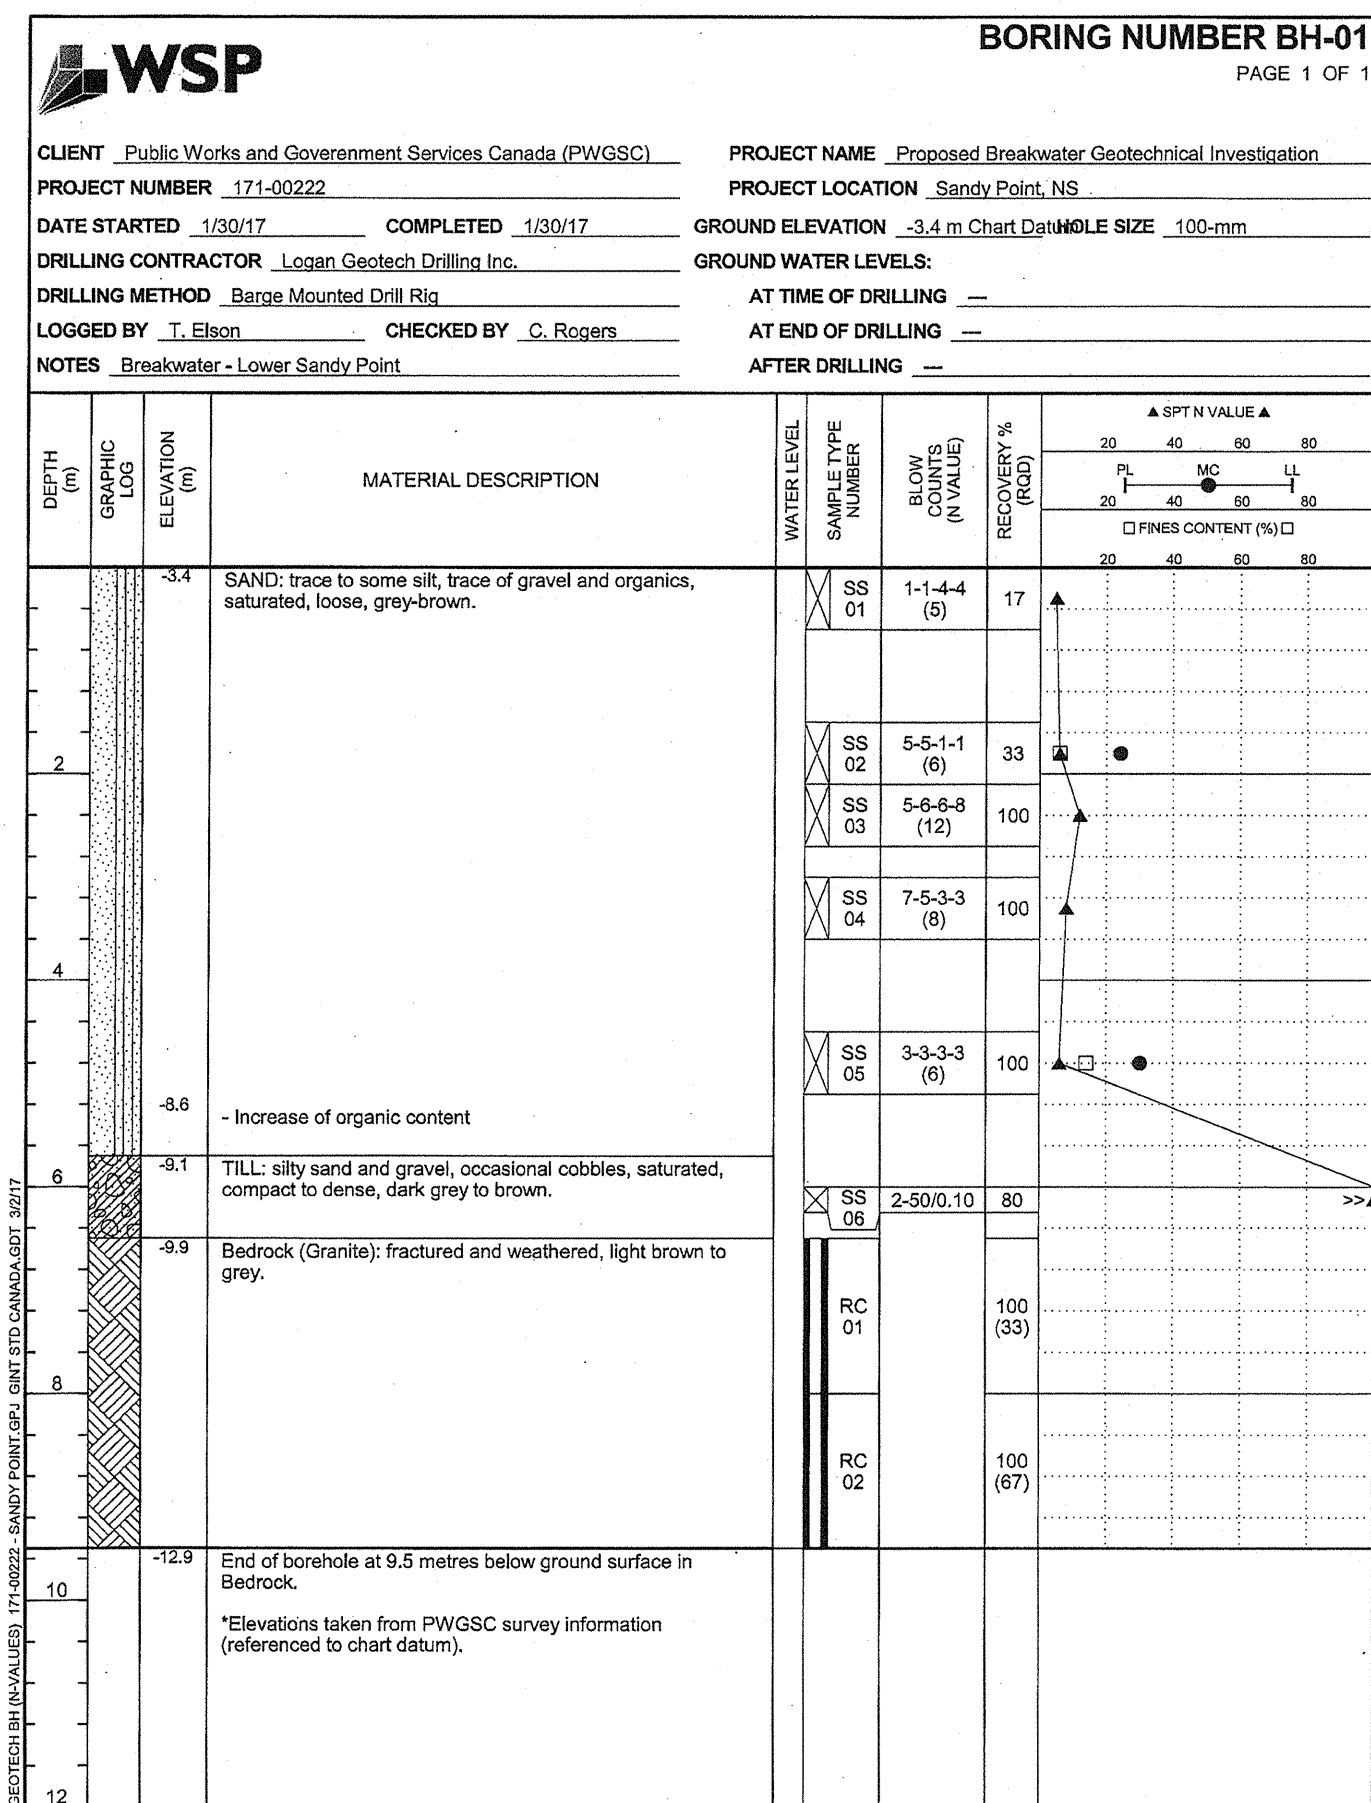 WSP
BORING NUMBER BH-01
PAGE 1 OF 1
CLIENT Public Works and Goverenment Services Canada (PWGSC)
PROJECT NAME Proposed Breakwater Geotechnical Investigation
PROJECT NUMBER 171-00222
PROJECT LOCATION Sandy Point, NS
DATE STARTED 1/30/17 COMPLETED 1/30/17
GROUND ELEVATION -3.4 m Chart Datum HOLE SIZE 100-mm
DRILLING CONTRACTOR Logan Geotech Drilling Inc.
GROUND WATER LEVELS:
DRILLING METHOD Barge Mounted Drill Rig
AT TIME OF DRILLING —
LOGGED BY T. Elson CHECKED BY C. Rogers
AT END OF DRILLING —
NOTES Breakwater - Lower Sandy Point
AFTER DRILLING —
DEPTH (m)
GRAPHIC LOG
ELEVATION (m)
MATERIAL DESCRIPTION
WATER LEVEL
SAMPLE TYPE NUMBER
BLOW COUNTS (N VALUE)
RECOVERY % (RQD)
▲ SPT N VALUE ▲
20 40 60 80
PL MC LL
20 40 60 80
□ FINES CONTENT (%) □
20 40 60 80
-3.4 SAND: trace to some silt, trace of gravel and organics,
saturated, loose, grey-brown.
SS 01 1-1-4-4 (5) 17
2
SS 02 5-5-1-1 (6) 33
SS 03 5-6-6-8 (12) 100
SS 04 7-5-3-3 (8) 100
4
SS 05 3-3-3-3 (6) 100
-8.6 - Increase of organic content
-9.1 TILL: silty sand and gravel, occasional cobbles, saturated,
compact to dense, dark grey to brown.
6
SS 06 2-50/0.10 80 >>▲
-9.9 Bedrock (Granite): fractured and weathered, light brown to
grey.
RC 01 100 (33)
8
RC 02 100 (67)
-12.9 End of borehole at 9.5 metres below ground surface in
Bedrock.
10
*Elevations taken from PWGSC survey information
(referenced to chart datum).
12
GEOTECH BH (N-VALUES) 171-00222 - SANDY POINT.GPJ GINT STD CANADA.GDT 3/2/17